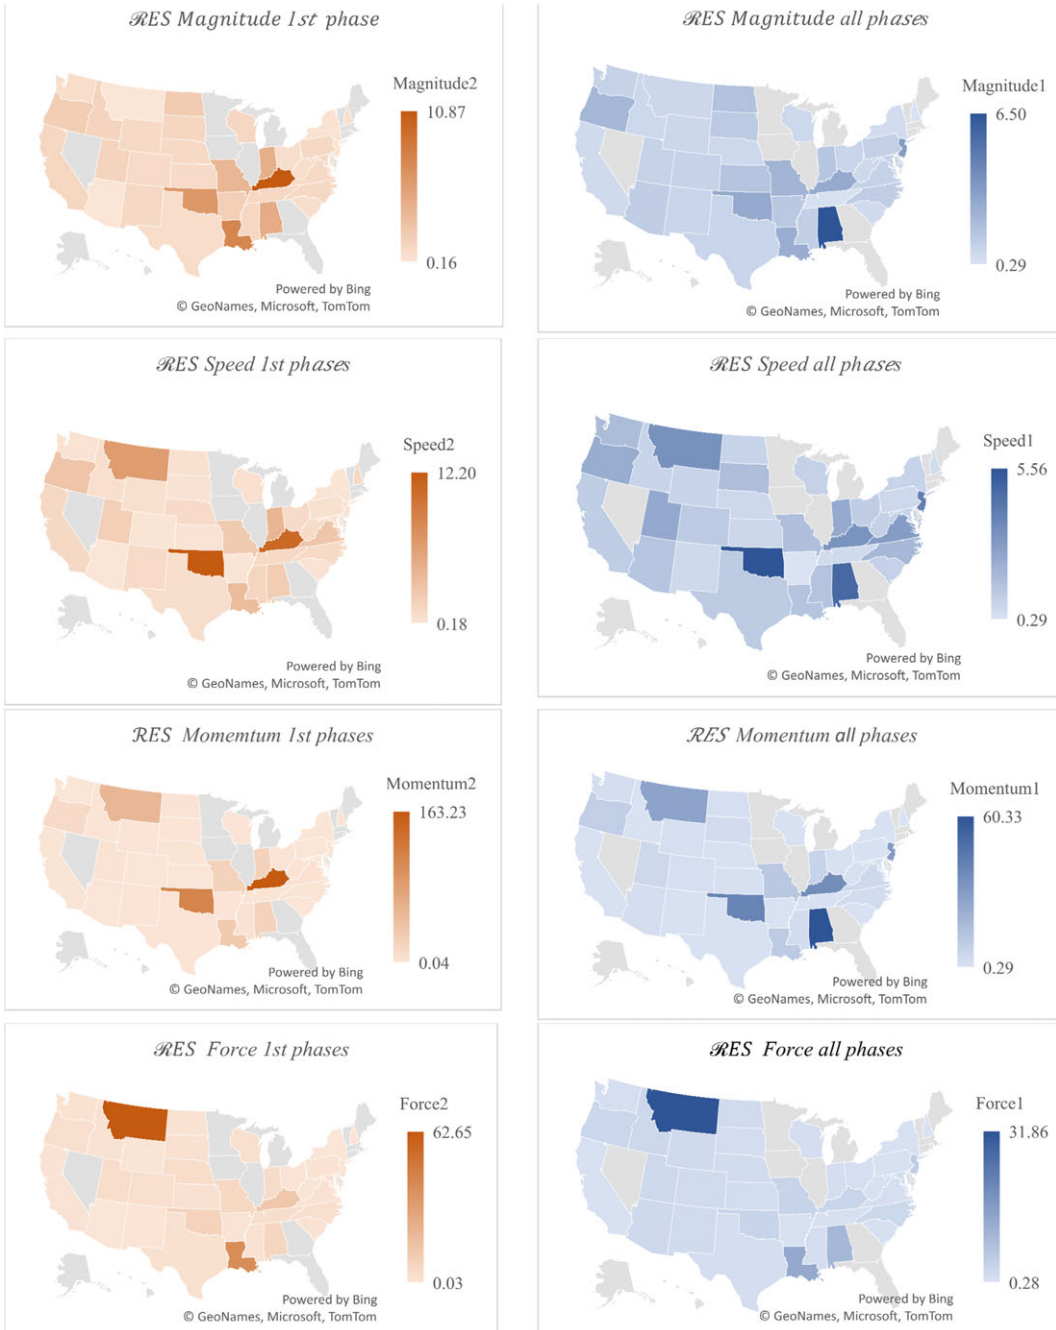 ℛES Magnitude 1st phase
Magnitude2
10.87
0.16
Powered by Bing
© GeoNames, Microsoft, TomTom
ℛES Magnitude all phases
Magnitude1
6.50
0.29
Powered by Bing
© GeoNames, Microsoft, TomTom
ℛES Speed 1st phases
Speed2
12.20
0.18
Powered by Bing
© GeoNames, Microsoft, TomTom
ℛES Speed all phases
Speed1
5.56
0.29
Powered by Bing
© GeoNames, Microsoft, TomTom
ℛES Momemtum 1st phases
Momentum2
163.23
0.04
Powered by Bing
© GeoNames, Microsoft, TomTom
ℛES Momentum all phases
Momentum1
60.33
0.29
Powered by Bing
© GeoNames, Microsoft, TomTom
ℛES Force 1st phases
Force2
62.65
0.03
Powered by Bing
© GeoNames, Microsoft, TomTom
ℛES Force all phases
Force1
31.86
0.28
Powered by Bing
© GeoNames, Microsoft, TomTom